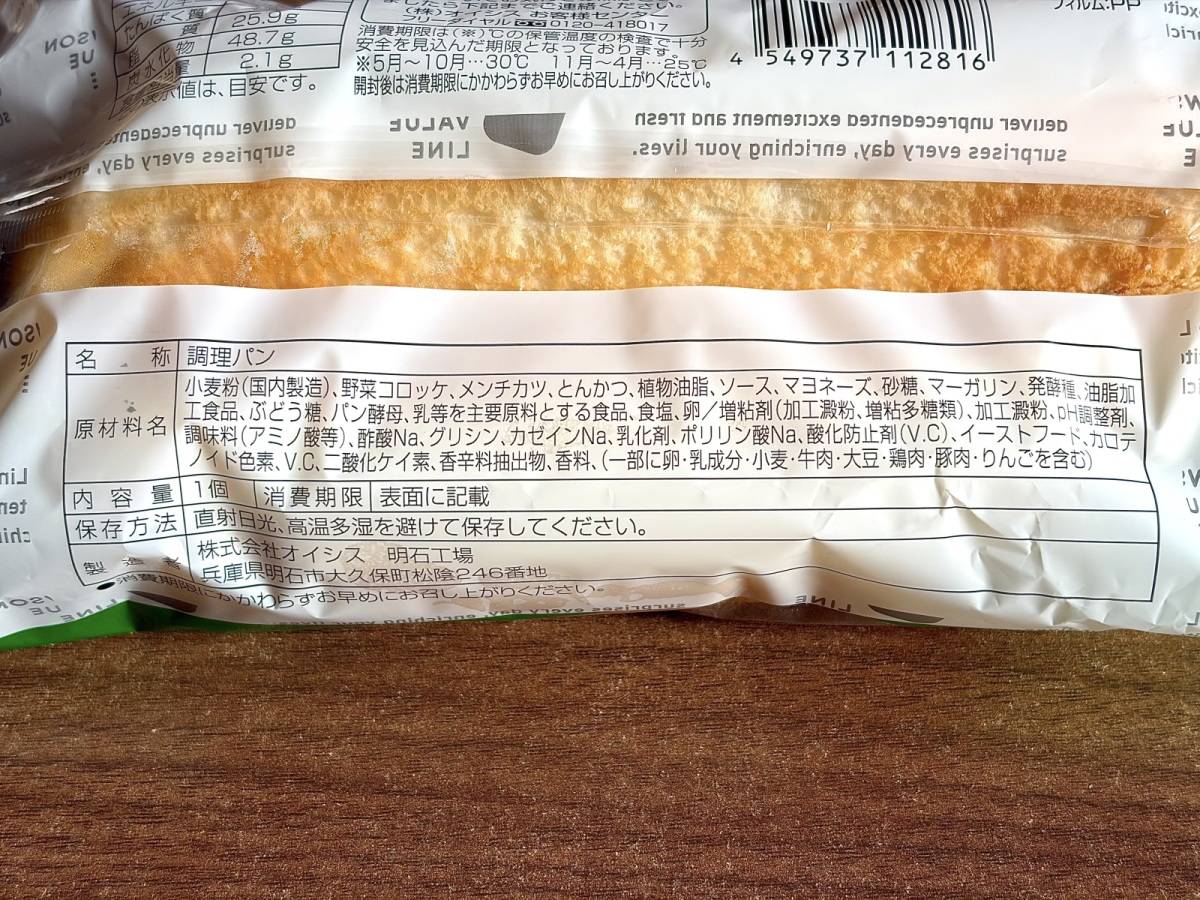 たんぱく質 25.9g
48.7g
炭水化物 2.1g
値は、目安です。
フリーダイヤル 0120-418017
消費期限は(※)℃の保管温度の検査で十分
安全を見込んだ期限となっております。
※5月〜10月…30℃ 11月〜4月…25℃
開封後は消費期限にかかわらずお早めにお召し上がりください。
4 549737 112816
フィルム:PP
deliver unprecedented
surprises every day,
VALUE
LINE
deliver unprecedented excitement and fresh
surprises every day, enriching your lives.
名称 調理パン
原材料名 小麦粉(国内製造)、野菜コロッケ、メンチカツ、とんかつ、植物油脂、ソース、マヨネーズ、砂糖、マーガリン、発酵種、油脂加
工食品、ぶどう糖、パン酵母、乳等を主要原料とする食品、食塩、卵/増粘剤(加工澱粉、増粘多糖類)、加工澱粉、pH調整剤、
調味料(アミノ酸等)、酢酸Na、グリシン、カゼインNa、乳化剤、ポリリン酸Na、酸化防止剤(V.C)、イーストフード、カロテ
ノイド色素、V.C、二酸化ケイ素、香辛料抽出物、香料、(一部に卵・乳成分・小麦・牛肉・大豆・鶏肉・豚肉・りんごを含む)
内容量 1個 消費期限 表面に記載
保存方法 直射日光、高温多湿を避けて保存してください。
製造者 株式会社オイシス 明石工場
兵庫県明石市大久保町松陰246番地
●消費期限にかかわらずお早めにお召し上がりください。
surprises every day
LINE